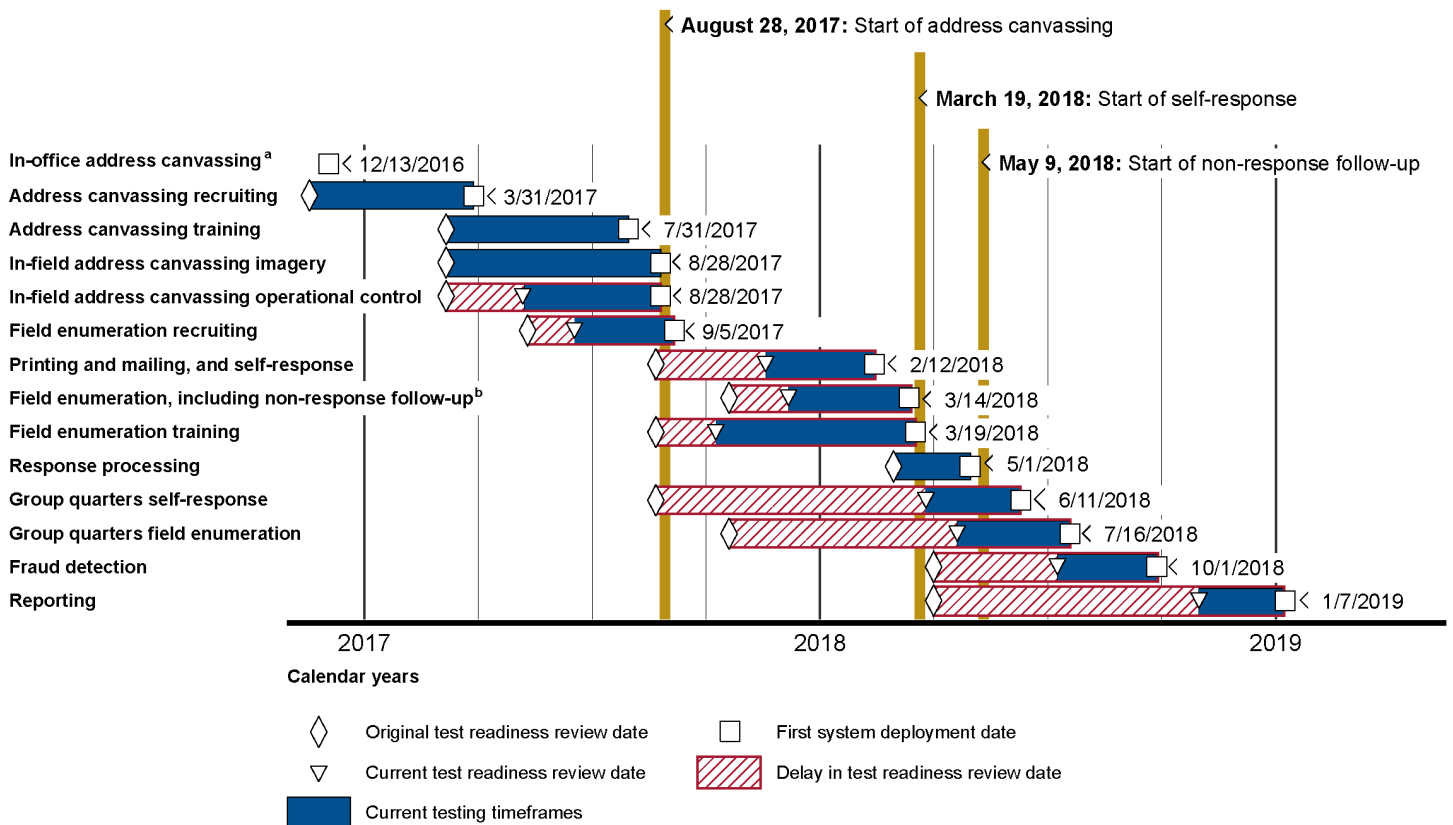 August 28, 2017: Start of address canvassing
March 19, 2018: Start of self-response
May 9, 2018: Start of non-response follow-up
In-office address canvassing a 12/13/2016
Address canvassing recruiting 3/31/2017
Address canvassing training 7/31/2017
In-field address canvassing imagery 8/28/2017
In-field address canvassing operational control 8/28/2017
Field enumeration recruiting 9/5/2017
Printing and mailing, and self-response 2/12/2018
Field enumeration, including non-response follow-up b 3/14/2018
Field enumeration training 3/19/2018
Response processing 5/1/2018
Group quarters self-response 6/11/2018
Group quarters field enumeration 7/16/2018
Fraud detection 10/1/2018
Reporting 1/7/2019
2017 2018 2019
Calendar years
Original test readiness review date First system deployment date
Current test readiness review date Delay in test readiness review date
Current testing timeframes